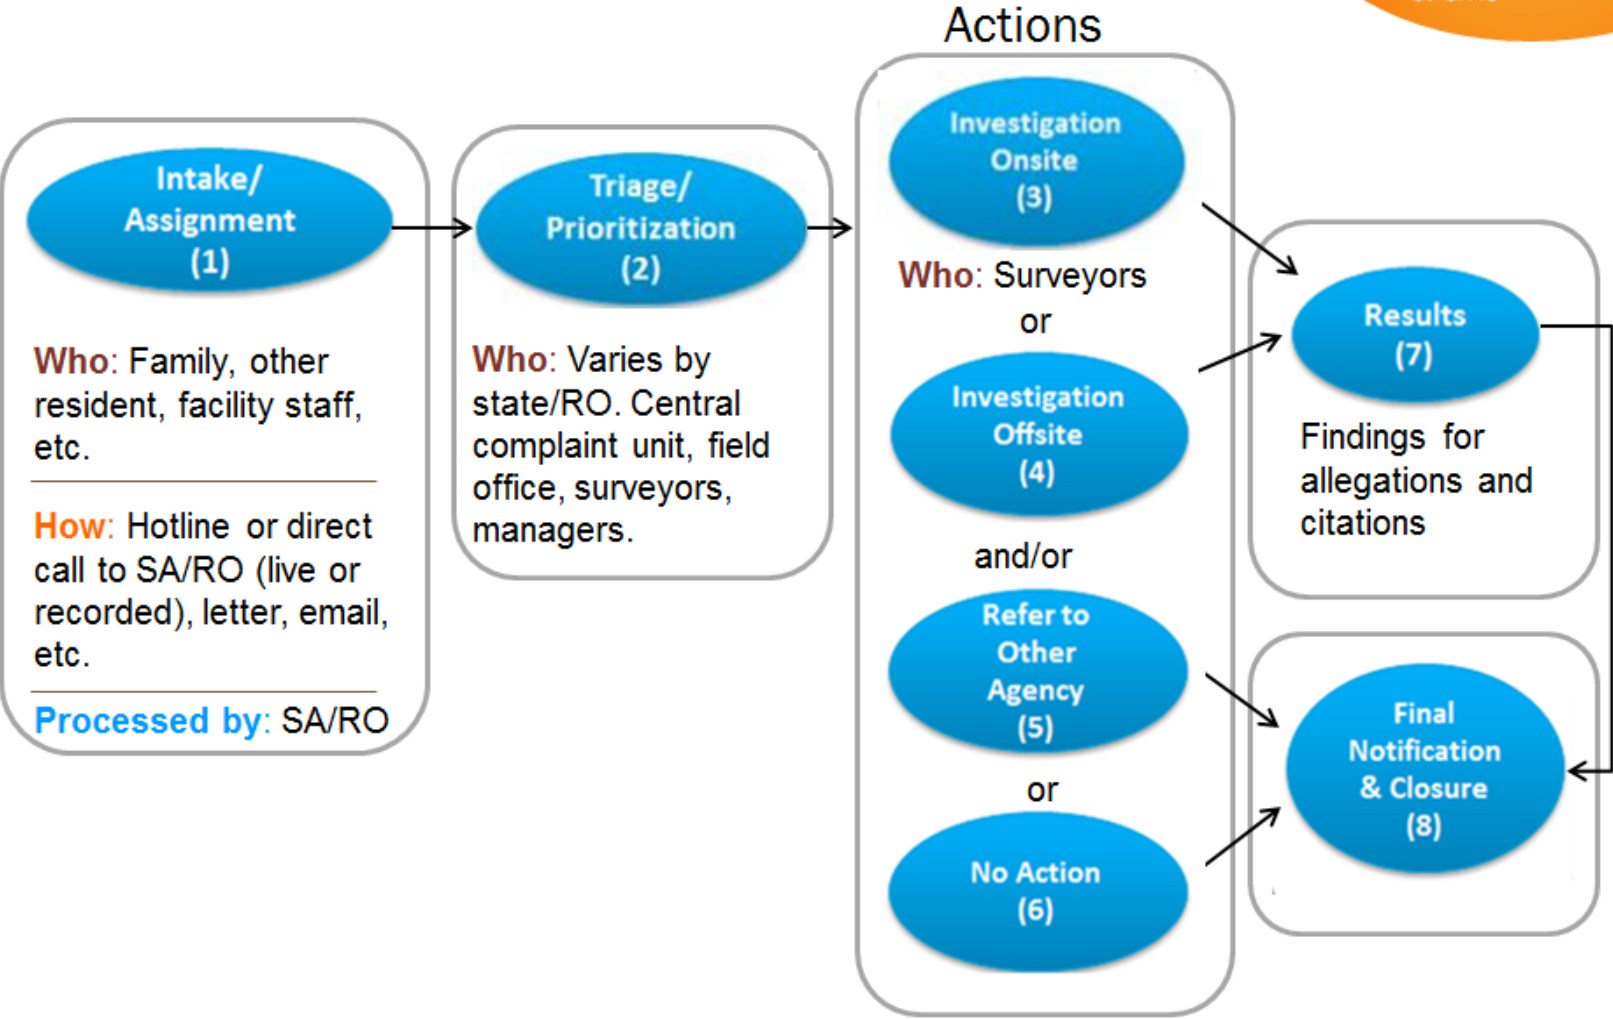 Actions
Intake/
Assignment
(1)
Who: Family, other
resident, facility staff,
etc.
How: Hotline or direct
call to SA/RO (live or
recorded), letter, email,
etc.
Processed by: SA/RO
Triage/
Prioritization
(2)
Who: Varies by
state/RO. Central
complaint unit, field
office, surveyors,
managers.
Investigation
Onsite
(3)
Who: Surveyors
or
Investigation
Offsite
(4)
and/or
Refer to
Other
Agency
(5)
or
No Action
(6)
Results
(7)
Findings for
allegations and
citations
Final
Notification
& Closure
(8)